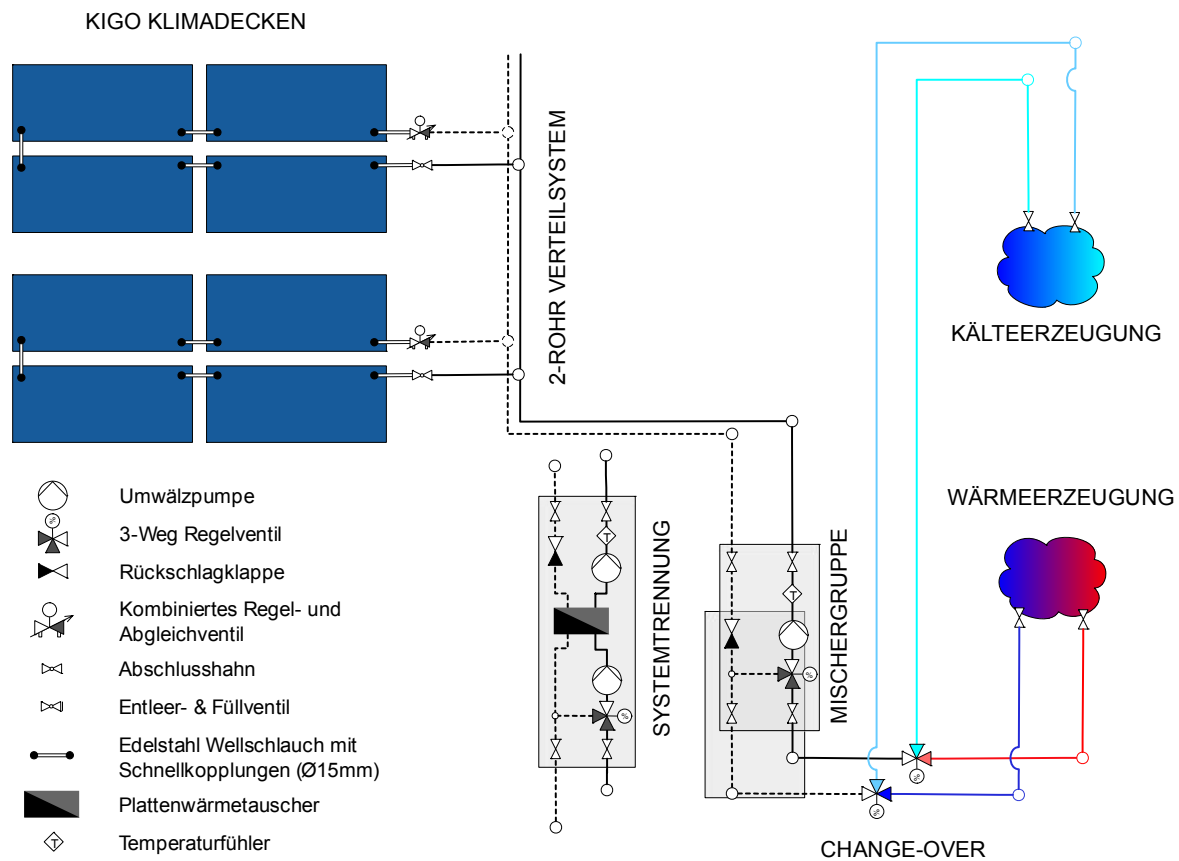 KIGO KLIMADECKEN
2-ROHR VERTEILSYSTEM
KÄLTEERZEUGUNG
WÄRMEERZEUGUNG
SYSTEMTRENNUNG
MISCHERGRUPPE
CHANGE-OVER
T
%
T
%
%
%
%
Umwälzpumpe
3-Weg Regelventil
Rückschlagklappe
Kombiniertes Regel- und
Abgleichventil
Abschlusshahn
Entleer- & Füllventil
Edelstahl Wellschlauch mit
Schnellkopplungen (Ø15mm)
Plattenwärmetauscher
T
Temperaturfühler